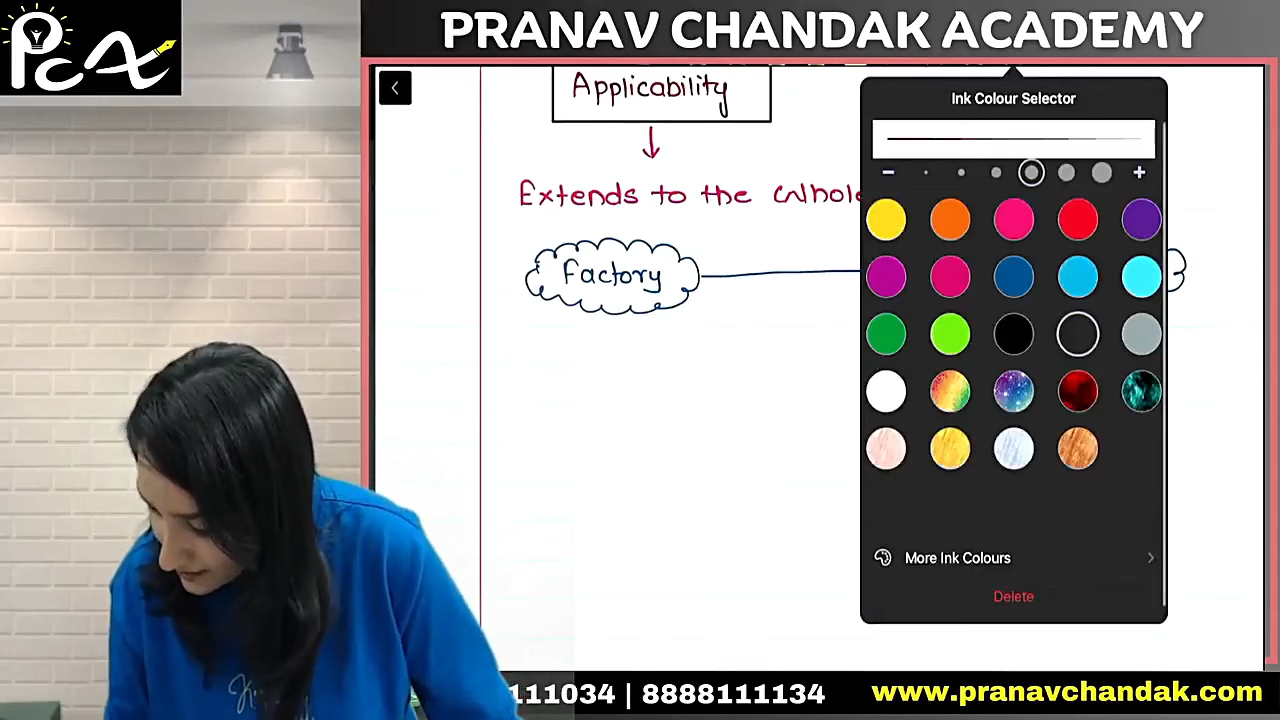 PCA
PRANAV CHANDAK ACADEMY
Applicability
Extends to the whole
Factory
Ink Colour Selector
More Ink Colours
Delete
111034 | 8888111134
www.pranavchandak.com